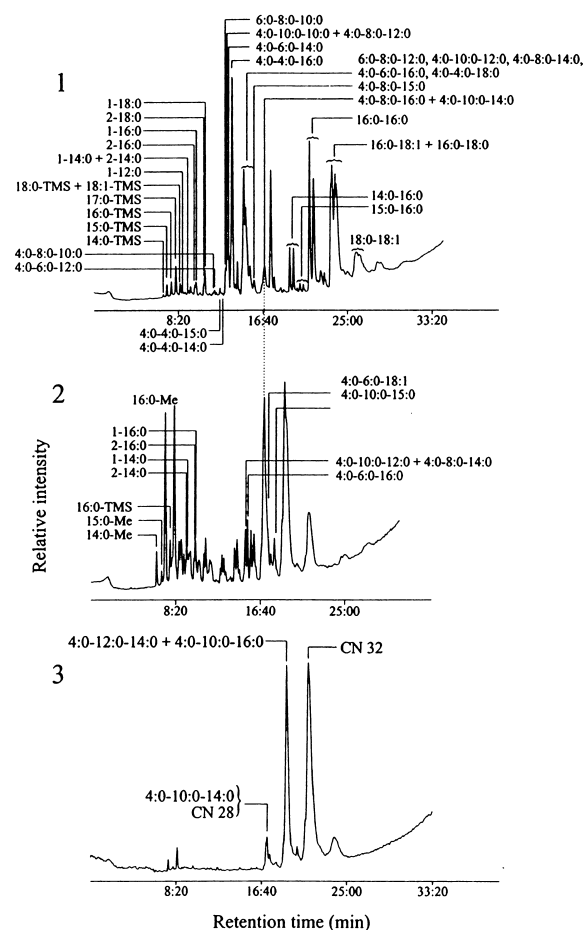 1
6:0-8:0-10:0
4:0-10:0-10:0 + 4:0-8:0-12:0
4:0-6:0-14:0
4:0-4:0-16:0
6:0-8:0-12:0, 4:0-10:0-12:0, 4:0-8:0-14:0,
4:0-6:0-16:0, 4:0-4:0-18:0
4:0-8:0-15:0
4:0-8:0-16:0 + 4:0-10:0-14:0
16:0-16:0
16:0-18:1 + 16:0-18:0
14:0-16:0
15:0-16:0
18:0-18:1
1-18:0
2-18:0
1-16:0
2-16:0
1-14:0 + 2-14:0
1-12:0
18:0-TMS + 18:1-TMS
17:0-TMS
16:0-TMS
15:0-TMS
14:0-TMS
4:0-8:0-10:0
4:0-6:0-12:0
4:0-4:0-15:0
4:0-4:0-14:0
8:20 16:40 25:00 33:20
2
16:0-Me
1-16:0
2-16:0
1-14:0
2-14:0
16:0-TMS
15:0-Me
14:0-Me
4:0-6:0-18:1
4:0-10:0-15:0
4:0-10:0-12:0 + 4:0-8:0-14:0
4:0-6:0-16:0
8:20 16:40 25:00
Relative intensity
3
4:0-12:0-14:0 + 4:0-10:0-16:0
CN 32
4:0-10:0-14:0
CN 28
8:20 16:40 25:00 33:20
Retention time (min)